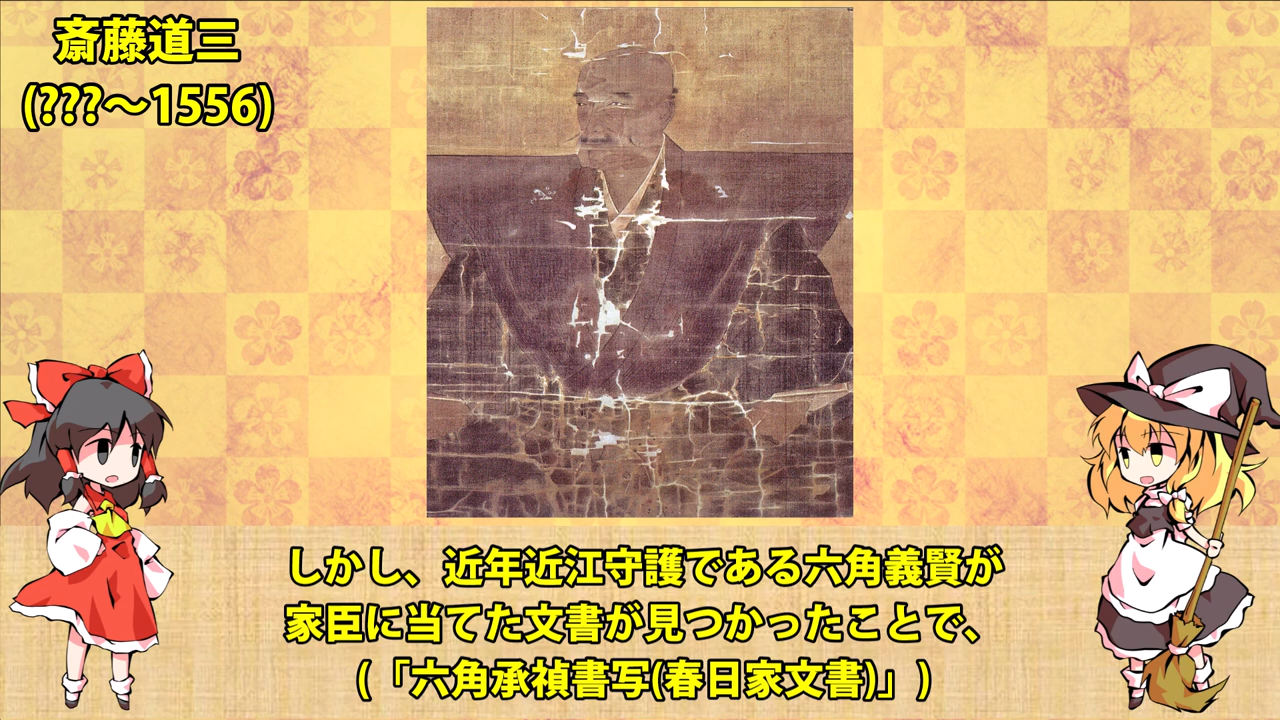 斎藤道三
(???〜1556)
しかし、近年近江守護である六角義賢が
家臣に当てた文書が見つかったことで、
(「六角承禎書写(春日家文書)」)